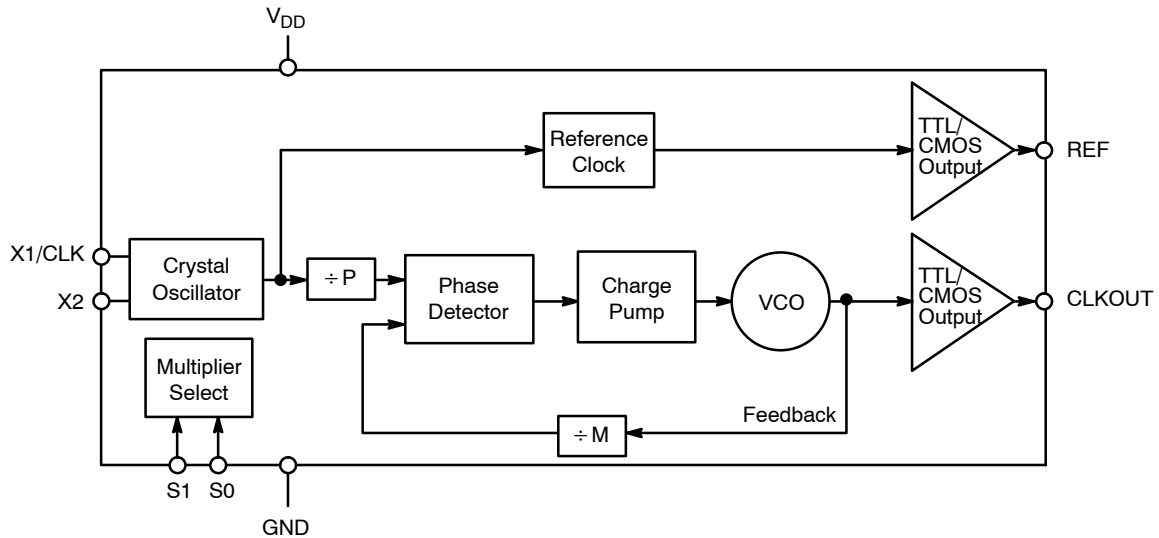 VDD
TTL/
CMOS
Output
Reference
Clock
REF
X1/CLK
X2
Crystal
Oscillator
÷ P
Phase
Detector
Charge
Pump
VCO
TTL/
CMOS
Output
CLKOUT
Multiplier
Select
Feedback
÷ M
S1
S0
GND